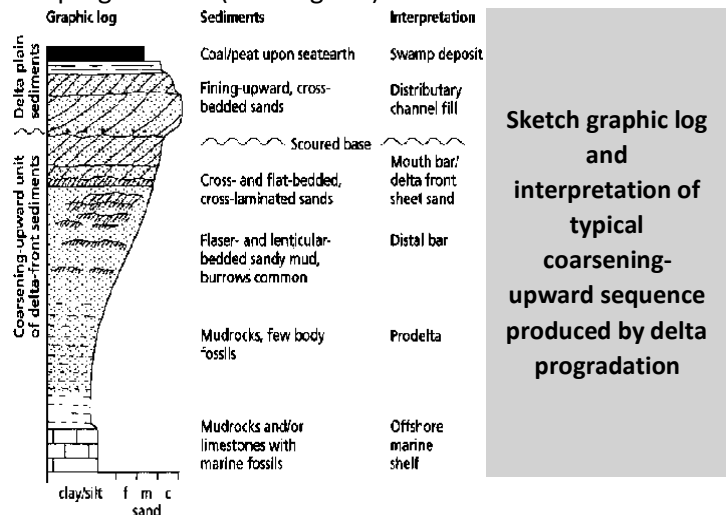 Graphic log
Sediments
Interpretation
Delta plain
sediments
Coarsening-upward unit
of delta-front sediments
Coal/peat upon seatearth
Swamp deposit
Fining-upward, cross-
bedded sands
Distributary
channel fill
Scoured base
Cross- and flat-bedded,
cross-laminated sands
Mouth bar/
delta front
sheet sand
Flaser- and lenticular-
bedded sandy mud,
burrows common
Distal bar
Mudrocks, few body
fossils
Prodelta
Mudrocks and/or
limestones with
marine fossils
Offshore
marine
shelf
clay/silt f m c
sand
Sketch graphic log
and
interpretation of
typical
coarsening-
upward sequence
produced by delta
progradation